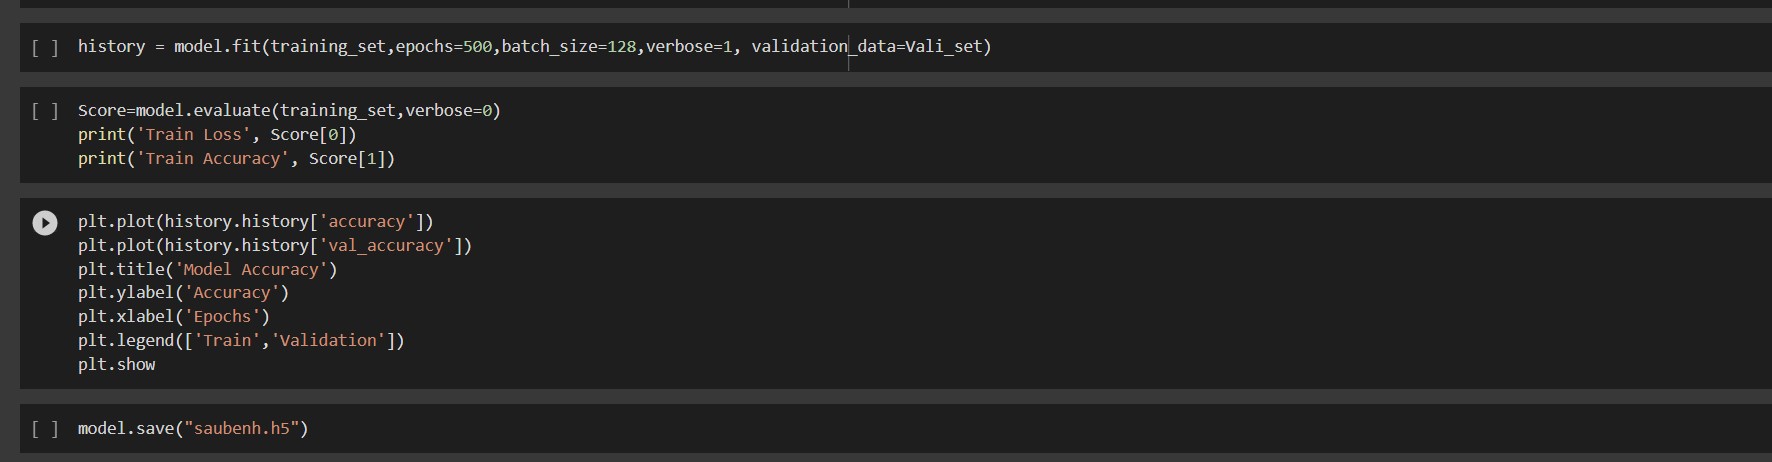 [ ] history = model.fit(training_set,epochs=500,batch_size=128,verbose=1, validation_data=Vali_set)
[ ] Score=model.evaluate(training_set,verbose=0)
print('Train Loss', Score[0])
print('Train Accuracy', Score[1])
plt.plot(history.history['accuracy'])
plt.plot(history.history['val_accuracy'])
plt.title('Model Accuracy')
plt.ylabel('Accuracy')
plt.xlabel('Epochs')
plt.legend(['Train','Validation'])
plt.show
[ ] model.save("saubenh.h5")